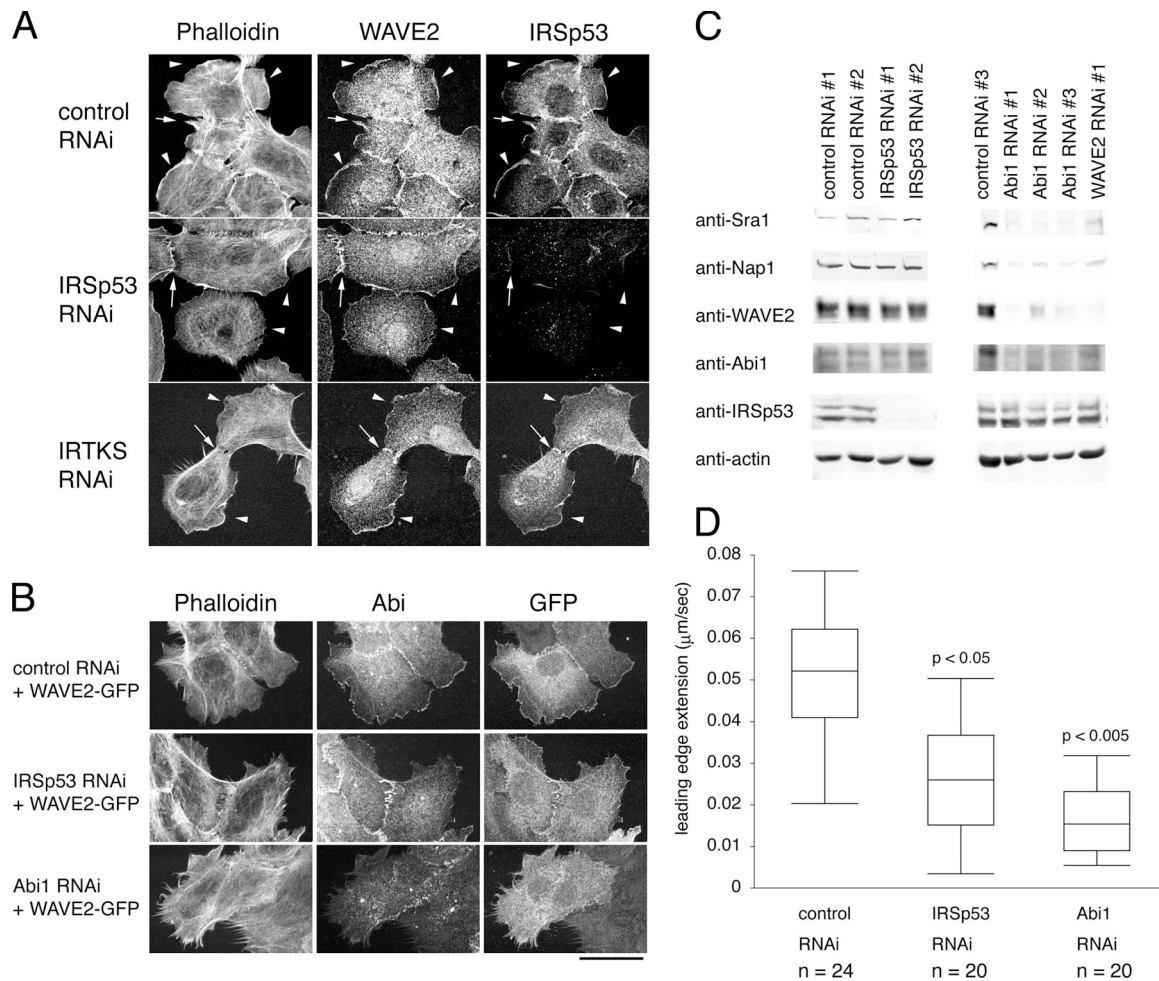 A
Phalloidin WAVE2 IRSp53
control
RNAi
IRSp53
RNAi
IRTKS
RNAi
B
Phalloidin Abi GFP
control RNAi
+ WAVE2-GFP
IRSp53 RNAi
+ WAVE2-GFP
Abi1 RNAi
+ WAVE2-GFP
C
control RNAi #1
control RNAi #2
IRSp53 RNAi #1
IRSp53 RNAi #2
control RNAi #3
Abi1 RNAi #1
Abi1 RNAi #2
Abi1 RNAi #3
WAVE2 RNAi #1
anti-Sra1
anti-Nap1
anti-WAVE2
anti-Abi1
anti-IRSp53
anti-actin
D
leading edge extension (μm/sec)
0.08
0.07
0.06
0.05
0.04
0.03
0.02
0.01
0
p < 0.05
p < 0.005
control IRSp53 Abi1
RNAi RNAi RNAi
n = 24 n = 20 n = 20